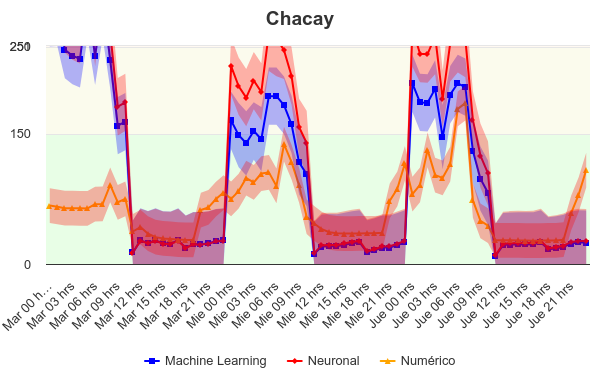 Chacay
250
150
0
Mar 00 h...
Mar 03 hrs
Mar 06 hrs
Mar 09 hrs
Mar 12 hrs
Mar 15 hrs
Mar 18 hrs
Mar 21 hrs
Mie 00 hrs
Mie 03 hrs
Mie 06 hrs
Mie 09 hrs
Mie 12 hrs
Mie 15 hrs
Mie 18 hrs
Mie 21 hrs
Jue 00 hrs
Jue 03 hrs
Jue 06 hrs
Jue 09 hrs
Jue 12 hrs
Jue 15 hrs
Jue 18 hrs
Jue 21 hrs
Machine Learning Neuronal Numérico